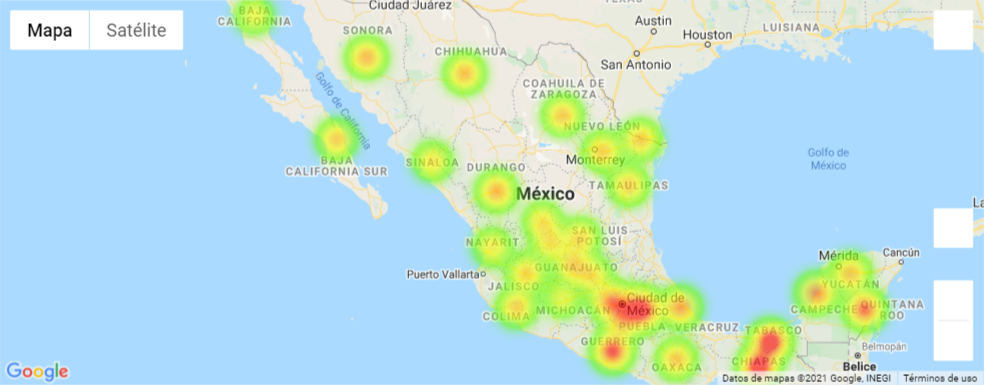 Mapa
Satélite
BAJA
CALIFORNIA
Ciudad Juárez
TEXAS
Austin
Houston
LUISIANA
SONORA
CHIHUAHUA
San Antonio
COAHUILA DE
ZARAGOZA
Golfo de California
NUEVO LEÓN
Monterrey
BAJA
CALIFORNIA SUR
SINALOA
DURANGO
México
TAMAULIPAS
Golfo de
México
La
NAYARIT
SAN LUIS
POTOSÍ
Puerto Vallarta
GUANAJUATO
JALISCO
Mérida
Cancún
YUCATÁN
COLIMA
MICHOACÁN
Ciudad de
México
CAMPECHE
QUINTANA
ROO
PUEBLA
VERACRUZ
TABASCO
GUERRERO
Belmopán
OAXACA
CHIAPAS
Belice
Google
Datos de mapas ©2021 Google, INEGI
Términos de uso